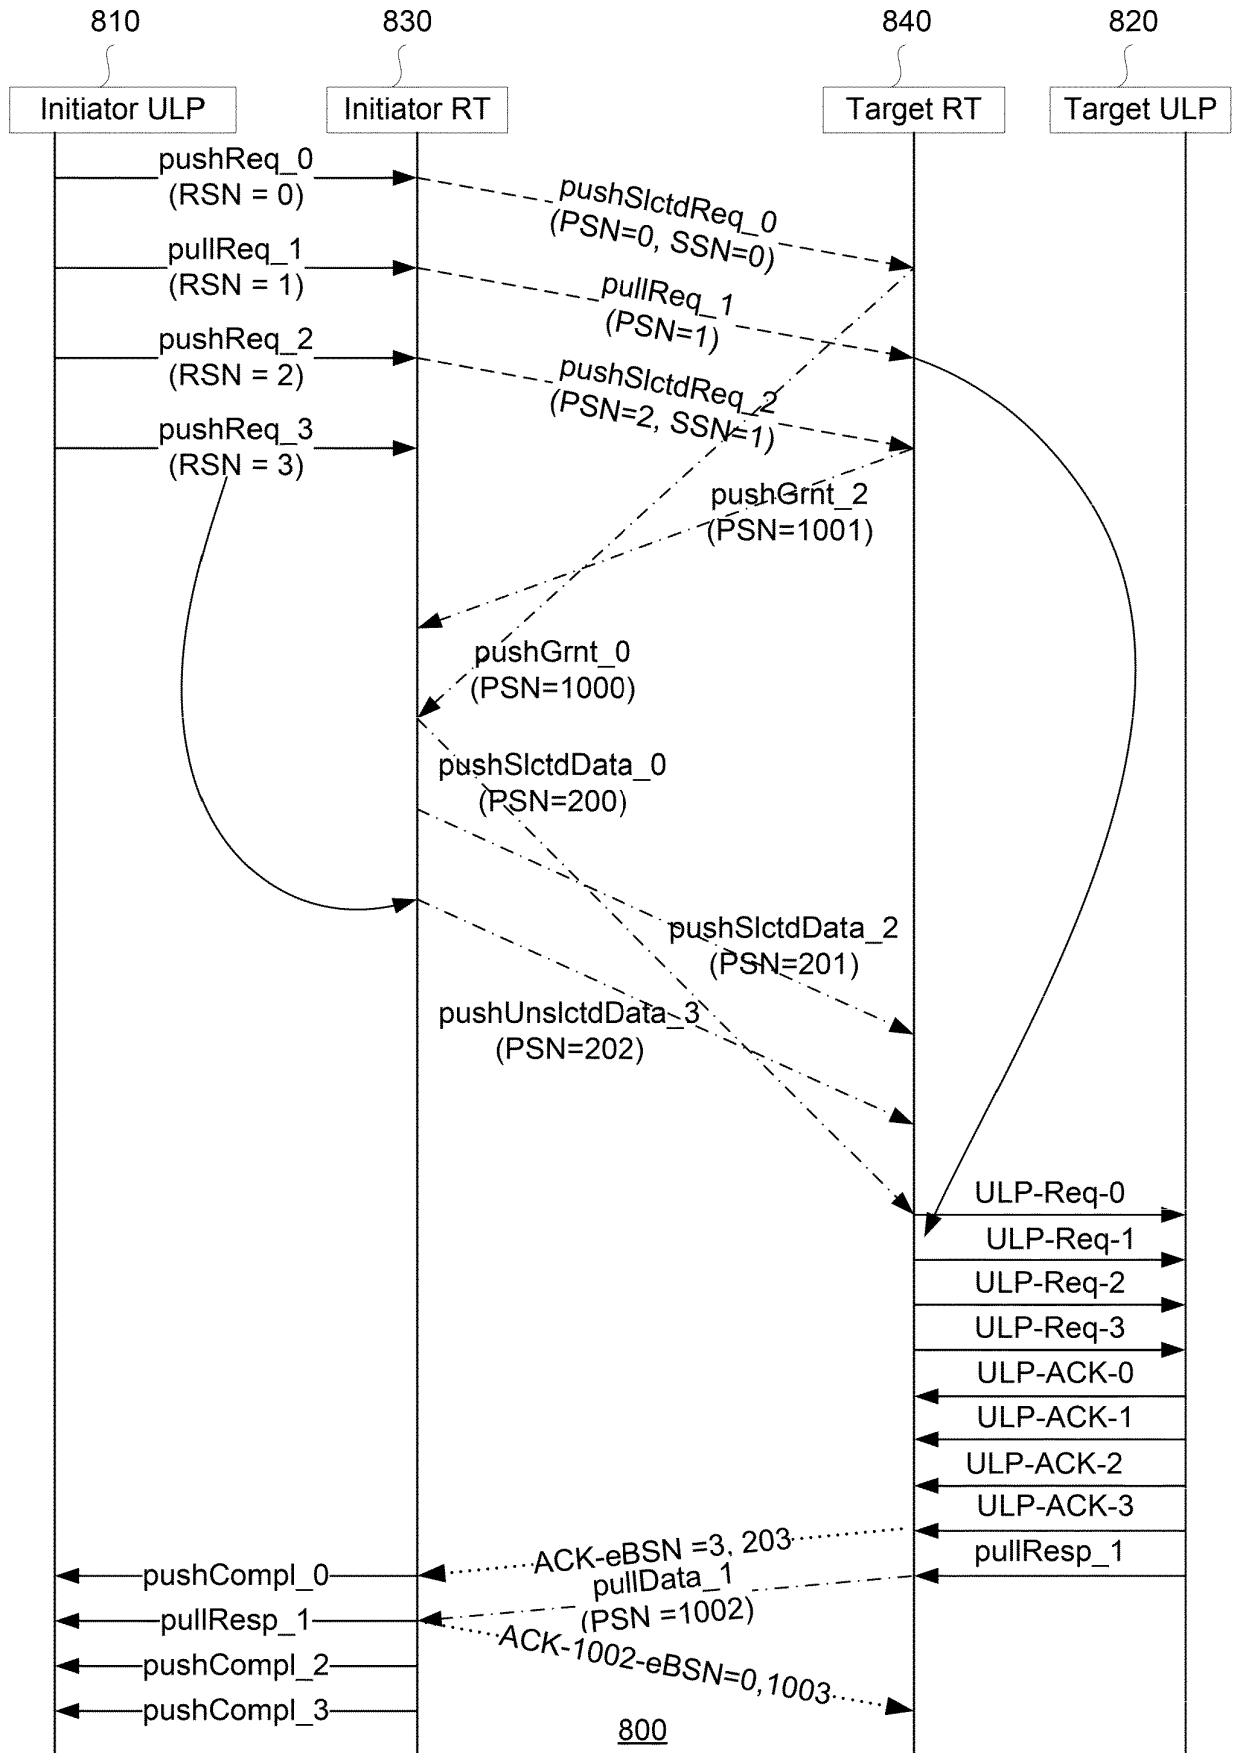 810
830
840
820
Initiator ULP
Initiator RT
Target RT
Target ULP
pushReq_0
(RSN = 0)
pushSlctdReq_0
(PSN=0, SSN=0)
pullReq_1
(RSN = 1)
pullReq_1
(PSN=1)
pushReq_2
(RSN = 2)
pushSlctdReq_2
(PSN=2, SSN=1)
pushReq_3
(RSN = 3)
pushGrnt_2
(PSN=1001)
pushGrnt_0
(PSN=1000)
pushSlctdData_0
(PSN=200)
pushSlctdData_2
(PSN=201)
pushUnslctdData_3
(PSN=202)
ULP-Req-0
ULP-Req-1
ULP-Req-2
ULP-Req-3
ULP-ACK-0
ULP-ACK-1
ULP-ACK-2
ULP-ACK-3
ACK-eBSN =3, 203
pullResp_1
pushCompl_0
pullData_1
(PSN =1002)
pullResp_1
ACK-1002-eBSN=0,1003
pushCompl_2
pushCompl_3
800